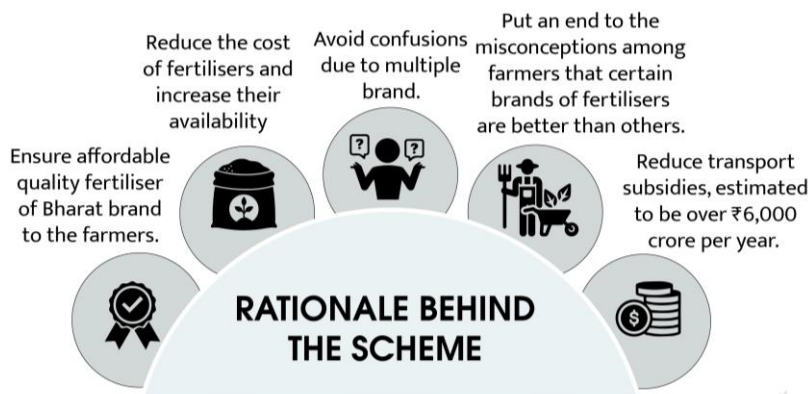 Ensure affordable
quality fertiliser
of Bharat brand
to the farmers.
Reduce the cost
of fertilisers and
increase their
availability
Avoid confusions
due to multiple
brand.
Put an end to the
misconceptions among
farmers that certain
brands of fertilisers
are better than others.
Reduce transport
subsidies, estimated
to be over ₹6,000
crore per year.
? ?
$
RATIONALE BEHIND
THE SCHEME